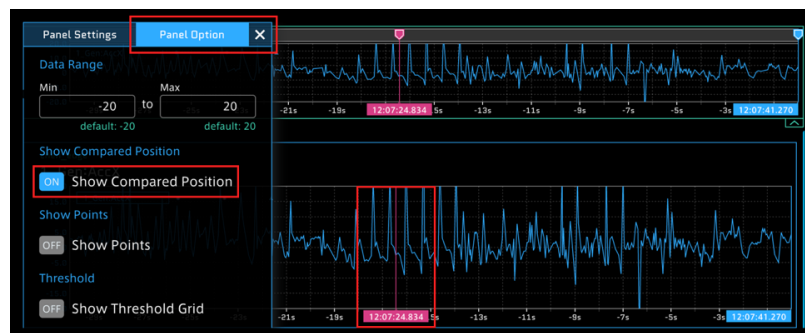 Panel Settings
Panel Option
×
Data Range
Min
Max
-20 to 20
default: -20
default: 20
-21s -19s 12:07:24.834 5s -13s -11s -9s -7s -5s -3s 12:07:41.270
Show Compared Position
ON Show Compared Position
Show Points
OFF Show Points
Threshold
OFF Show Threshold Grid
-21s -19s 12:07:24.834 5s -13s -11s -9s -7s -5s -3s 12:07:41.270